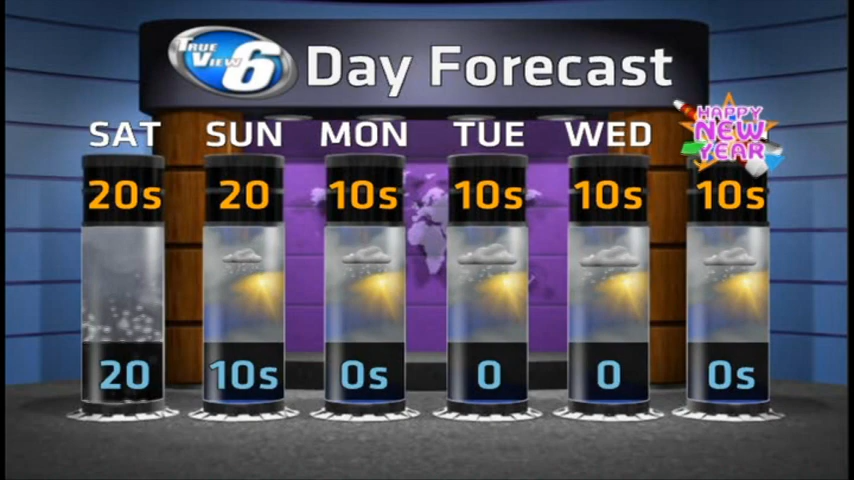 TRUE VIEW 6 Day Forecast
SAT SUN MON TUE WED HAPPY NEW YEAR
20s 20 10s 10s 10s 10s
20 10s 0s 0 0 0s